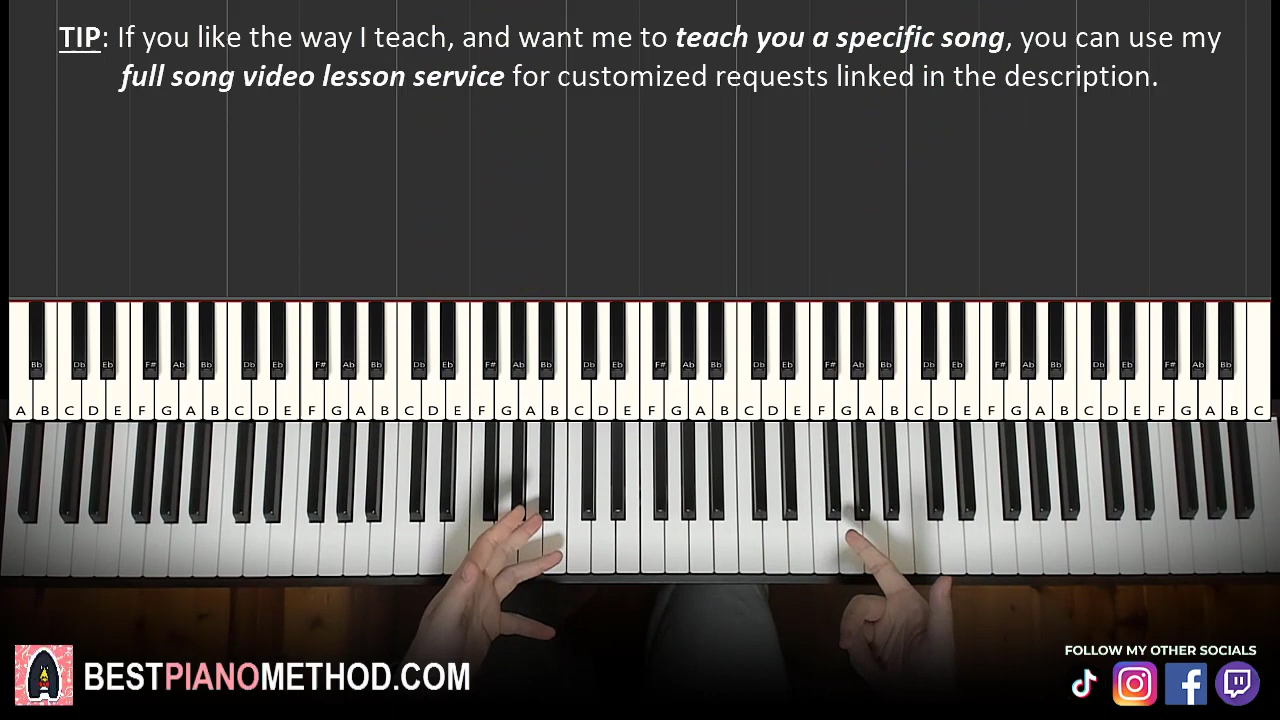 TIP: If you like the way I teach, and want me to teach you a specific song, you can use my
full song video lesson service for customized requests linked in the description.
Bb Db Eb F# Ab Bb Db Eb F# Ab Bb Db Eb F# Ab Bb Db Eb F# Ab Bb Db Eb F# Ab Bb Db Eb F# Ab Bb Db Eb F# Ab Bb
A B C D E F G A B C D E F G A B C D E F G A B C D E F G A B C D E F G A B C D E F G A B C D E F G A B C
BESTPIANOMETHOD.COM
FOLLOW MY OTHER SOCIALS